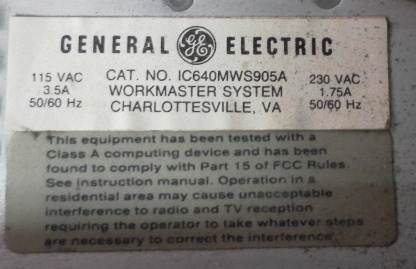 GENERAL GE ELECTRIC
115 VAC CAT. NO. IC640MWS905A 230 VAC
3.5A WORKMASTER SYSTEM 1.75A
50/60 Hz CHARLOTTESVILLE, VA 50/60 Hz
This equipment has been tested with a
Class A computing device and has been
found to comply with Part 15 of FCC Rules.
See instruction manual. Operation in a
residential area may cause unacceptable
interference to radio and TV reception
requiring the operator to take whatever steps
are necessary to correct the interference.